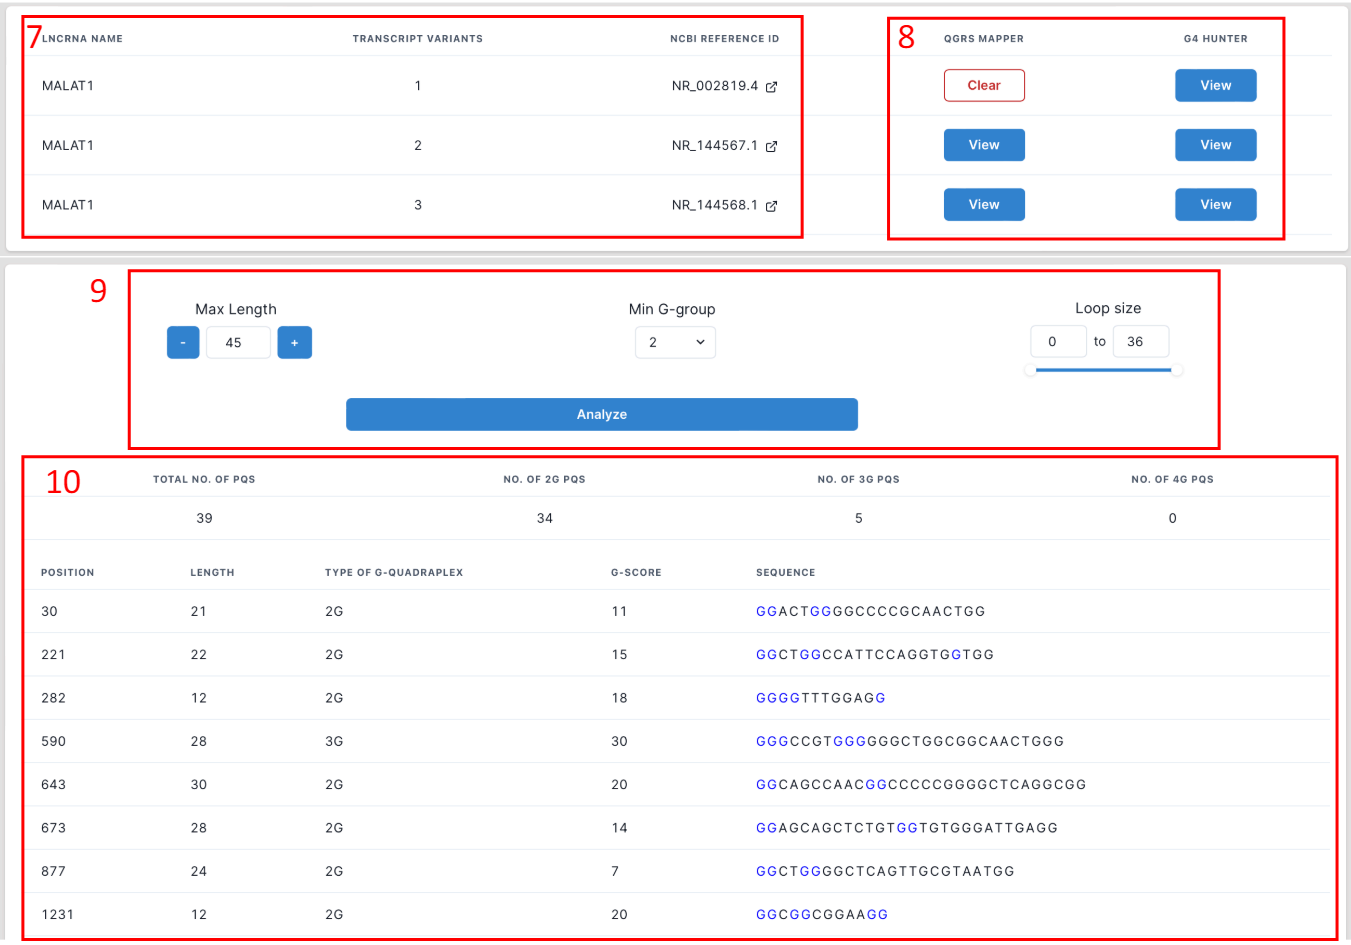 7 LNCRNA NAME TRANSCRIPT VARIANTS NCBI REFERENCE ID 8 QGRS MAPPER G4 HUNTER
MALAT1 1 NR_002819.4 Clear View
MALAT1 2 NR_144567.1 View View
MALAT1 3 NR_144568.1 View View
9
Max Length Min G-group Loop size
- 45 + 2 0 to 36
Analyze
10 TOTAL NO. OF PQS NO. OF 2G PQS NO. OF 3G PQS NO. OF 4G PQS
39 34 5 0
POSITION LENGTH TYPE OF G-QUADRAPLEX G-SCORE SEQUENCE
30 21 2G 11 GGACTGGGGCCCCGCAACTGG
221 22 2G 15 GGCTGGCCATTCCAGGTGGTGG
282 12 2G 18 GGGGTTTGGAGG
590 28 3G 30 GGGCCGTGGGGGGCTGGCGGCAACTGGG
643 30 2G 20 GGCAGCCAACGGCCCCCGGGGCTCAGGCGG
673 28 2G 14 GGAGCAGCTCTGTGGTGTGGGATTGAGG
877 24 2G 7 GGCTGGGGCTCAGTTGCGTAATGG
1231 12 2G 20 GGCGGCGGAAGG